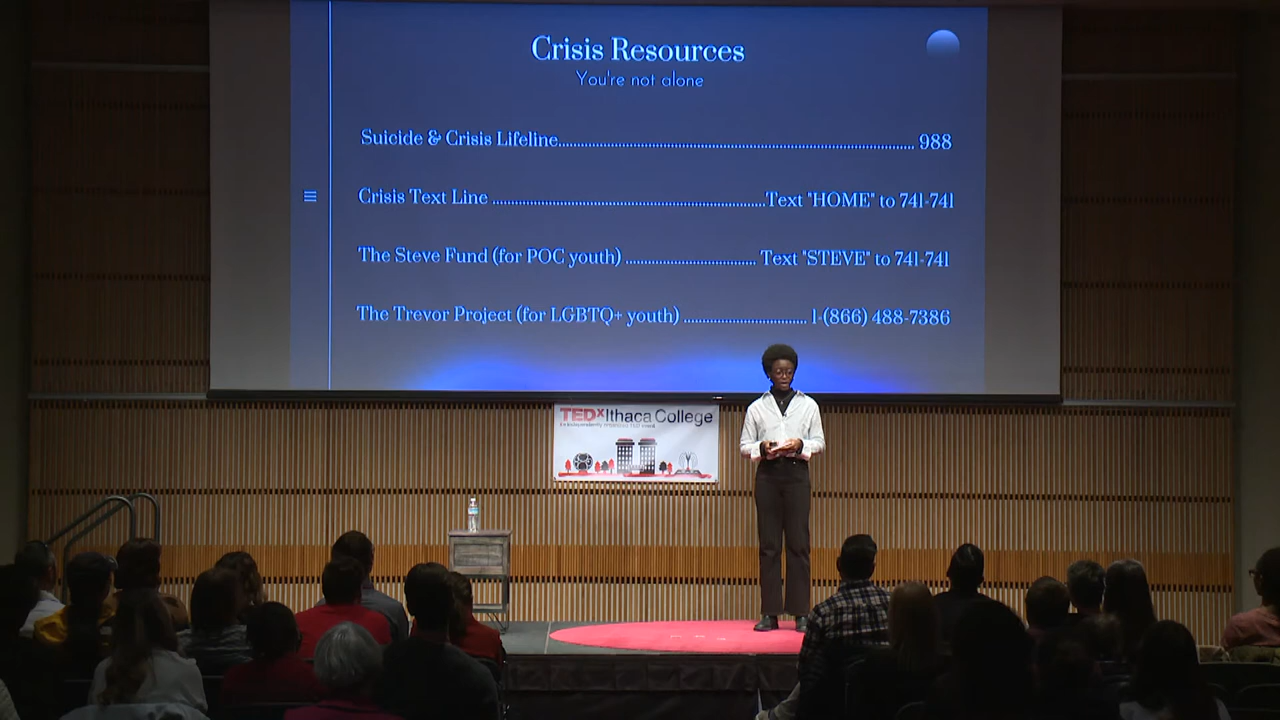 Crisis Resources
You're not alone
Suicide & Crisis Lifeline........................................................................................................ 988
Crisis Text Line ................................................................................Text "HOME" to 741-741
The Steve Fund (for POC youth) ...................................... Text "STEVE" to 741-741
The Trevor Project (for LGBTQ+ youth) .................................... 1-(866) 488-7386
TEDx Ithaca College